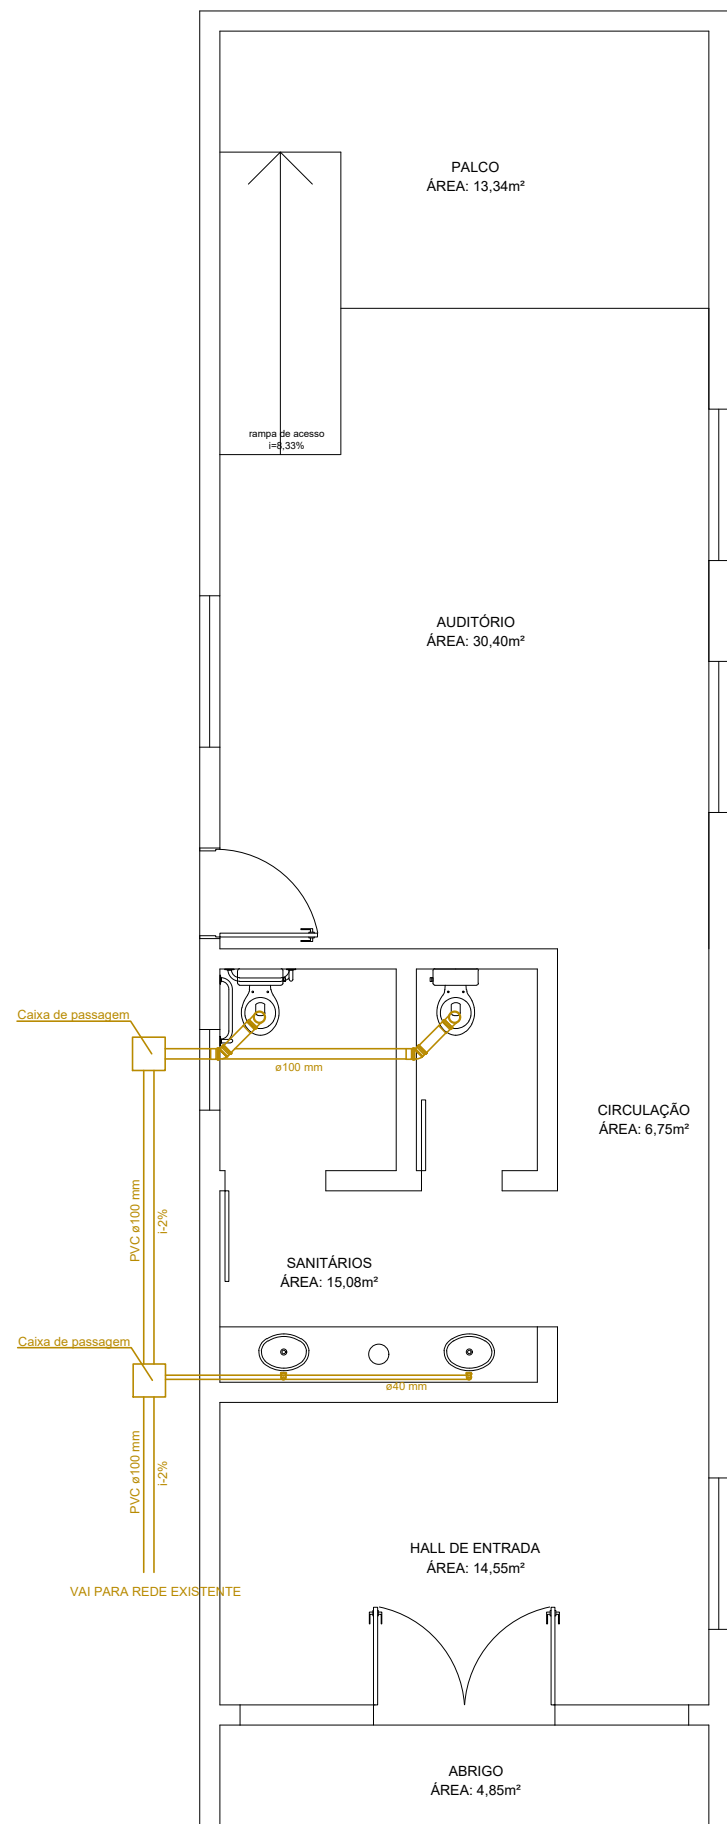 PALCO
ÁREA: 13,34m²
rampa de acesso
i=8,33%
AUDITÓRIO
ÁREA: 30,40m²
Caixa de passagem
ø100 mm
CIRCULAÇÃO
ÁREA: 6,75m²
PVC ø100 mm
i-2%
SANITÁRIOS
ÁREA: 15,08m²
Caixa de passagem
ø40 mm
PVC ø100 mm
i-2%
HALL DE ENTRADA
ÁREA: 14,55m²
VAI PARA REDE EXISTENTE
ABRIGO
ÁREA: 4,85m²